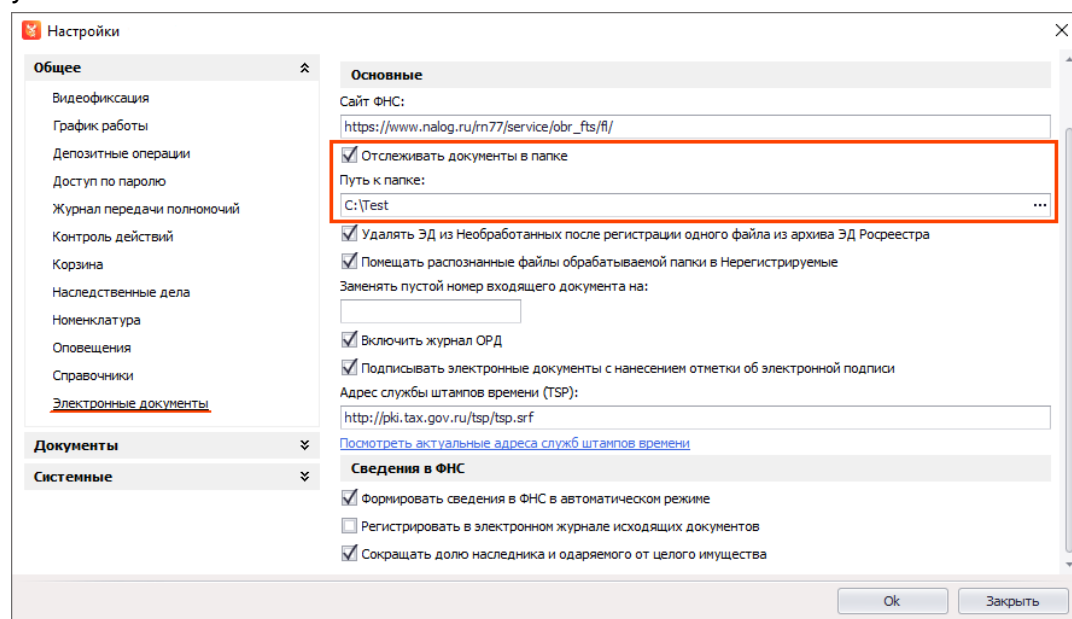 Настройки
Общее
Видеофиксация
График работы
Депозитные операции
Доступ по паролю
Журнал передачи полномочий
Контроль действий
Корзина
Наследственные дела
Номенклатура
Оповещения
Справочники
Электронные документы
Документы
Системные
Основные
Сайт ФНС:
https://www.nalog.ru/rn77/service/obr_fts/fl/
Отслеживать документы в папке
Путь к папке:
C:\Test
...
Удалять ЭД из Необработанных после регистрации одного файла из архива ЭД Росреестра
Помещать распознанные файлы обрабатываемой папки в Нерегистрируемые
Заменять пустой номер входящего документа на:
Включить журнал ОРД
Подписывать электронные документы с нанесением отметки об электронной подписи
Адрес службы штампов времени (TSP):
http://pki.tax.gov.ru/tsp/tsp.srf
Посмотреть актуальные адреса служб штампов времени
Сведения в ФНС
Формировать сведения в ФНС в автоматическом режиме
Регистрировать в электронном журнале исходящих документов
Сокращать долю наследника и одаряемого от целого имущества
Ok
Закрыть